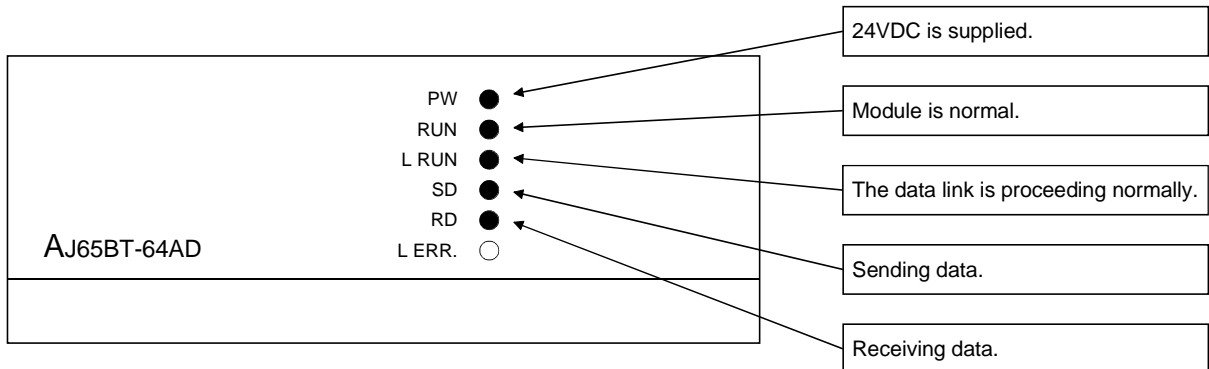 24VDC is supplied.
PW
Module is normal.
RUN
L RUN
The data link is proceeding normally.
SD
RD
AJ65BT-64AD
L ERR.
Sending data.
Receiving data.